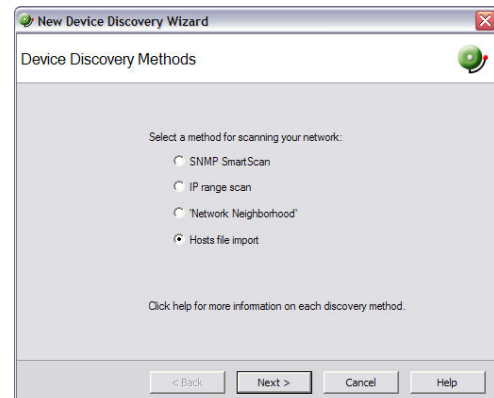 New Device Discovery Wizard
Device Discovery Methods
Select a method for scanning your network:
SNMP SmartScan
IP range scan
'Network Neighborhood'
Hosts file import
Click help for more information on each discovery method.
< Back
Next >
Cancel
Help